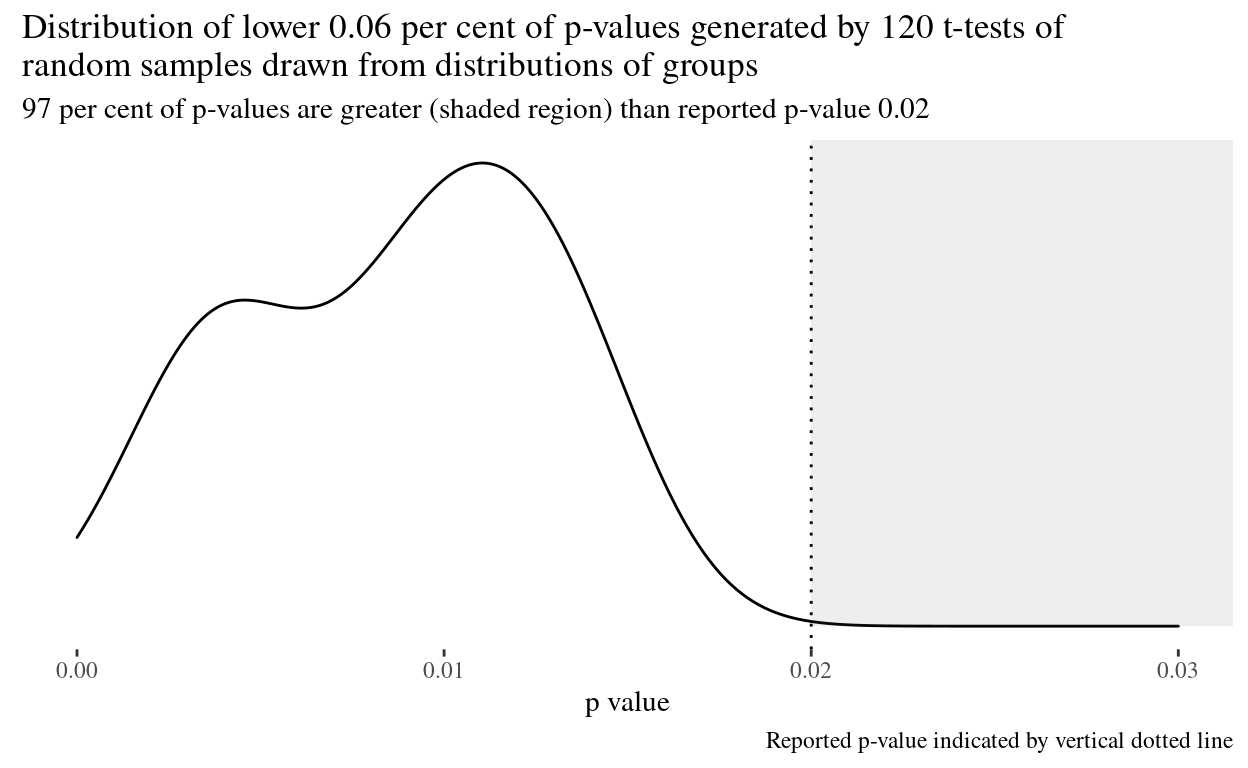 Distribution of lower 0.06 per cent of p-values generated by 120 t-tests of
random samples drawn from distributions of groups
97 per cent of p-values are greater (shaded region) than reported p-value 0.02
0.00 0.01 0.02 0.03
p value
Reported p-value indicated by vertical dotted line